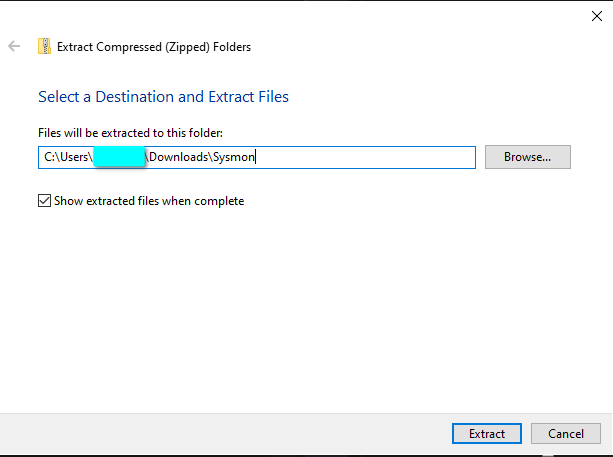 Extract Compressed (Zipped) Folders
Select a Destination and Extract Files
Files will be extracted to this folder:
C:\Users\ \Downloads\Sysmon
Browse...
Show extracted files when complete
Extract
Cancel